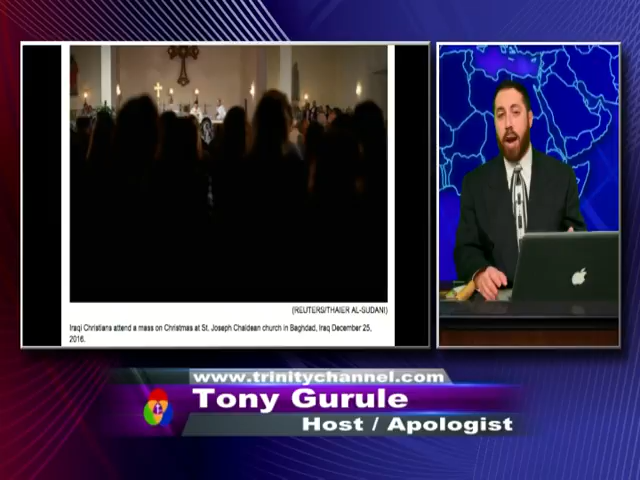 (REUTERS/THAIER AL-SUDANI)
Iraqi Christians attend a mass on Christmas at St. Joseph Chaldean church in Baghdad, Iraq December 25,
2016.
www.trinitychannel.com
Tony Gurule
Host / Apologist